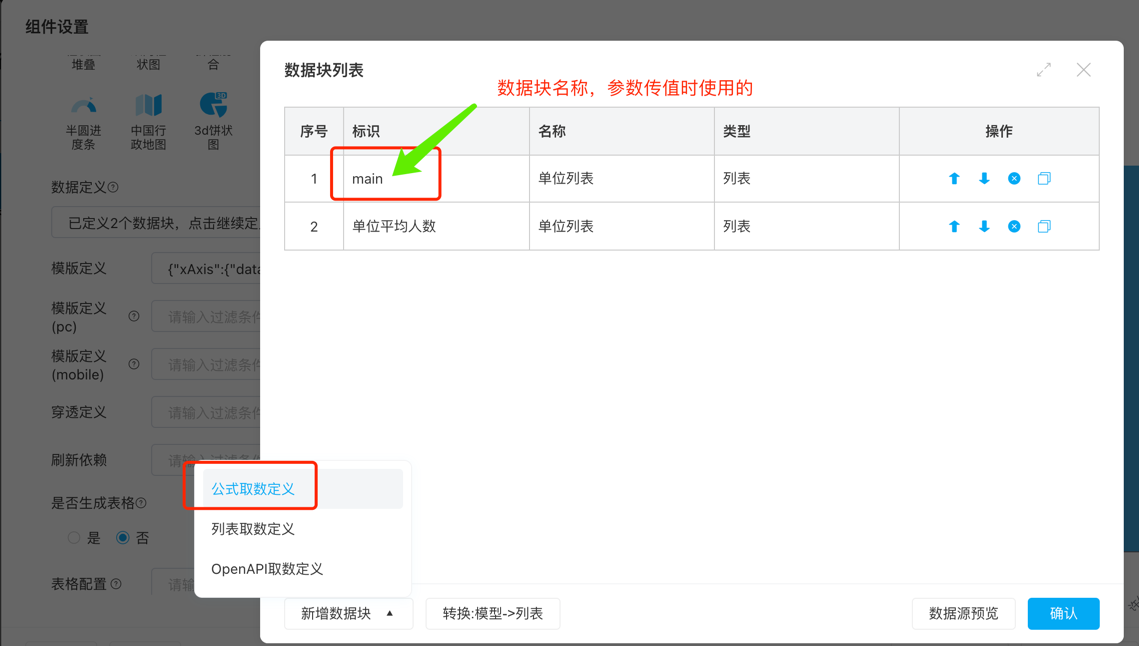 组件设置
堆叠
状图
合
半圆进度条
中国行政地图
3D
3d饼状图
数据定义
已定义2个数据块，点击继续定
模版定义
{"xAxis":{"data
模版定义(pc)
请输入过滤条件
模版定义(mobile)
请输入过滤条件
穿透定义
请输入过滤条件
刷新依赖
是否生成表格
是
否
表格配置
请输
数据块列表
数据块名称，参数传值时使用的
序号 标识 名称 类型 操作
1 main 单位列表 列表
2 单位平均人数 单位列表 列表
公式取数定义
列表取数定义
OpenAPI取数定义
新增数据块
转换:模型->列表
数据源预览
确认